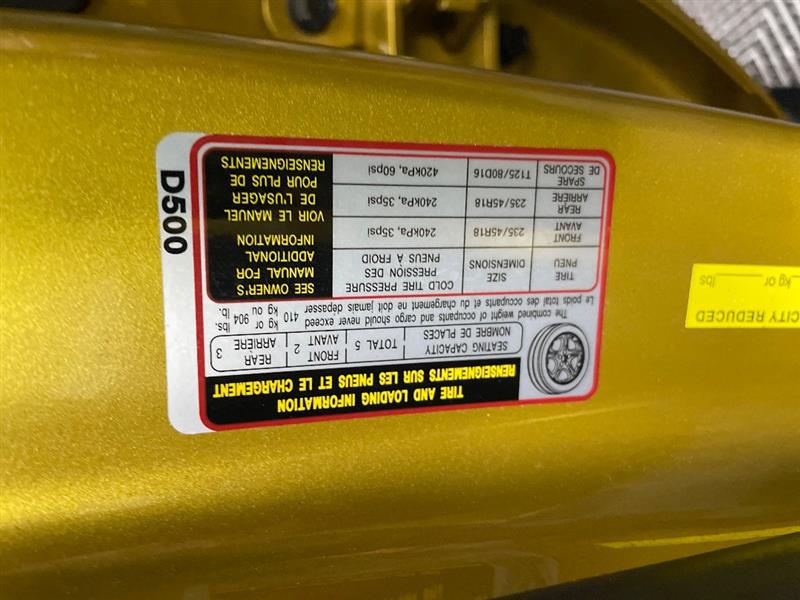 TIRE AND LOADING INFORMATION
RENSEIGNEMENTS SUR LES PNEUS ET LE CHARGEMENT
SEATING CAPACITY
NOMBRE DE PLACES
TOTAL 5
FRONT
AVANT 2
REAR
ARRIÈRE 3
The combined weight of occupants and cargo should never exceed 410 kg or 904 lbs.
Le poids total des occupants et du chargement ne doit jamais dépasser 410 kg ou 904 lb.
TIRE
PNEU
SIZE
DIMENSIONS
COLD TIRE PRESSURE
PRESSION DES
PNEUS À FROID
FRONT
AVANT
235/45R18
240kPa, 35psi
REAR
ARRIÈRE
235/45R18
240kPa, 35psi
SPARE
DE SECOURS
T125/80D16
420kPa, 60psi
SEE OWNER'S
MANUAL FOR
ADDITIONAL
INFORMATION
VOIR LE MANUEL
DE L'USAGER
POUR PLUS DE
RENSEIGNEMENTS
D500
CITY REDUCED
kg or lbs